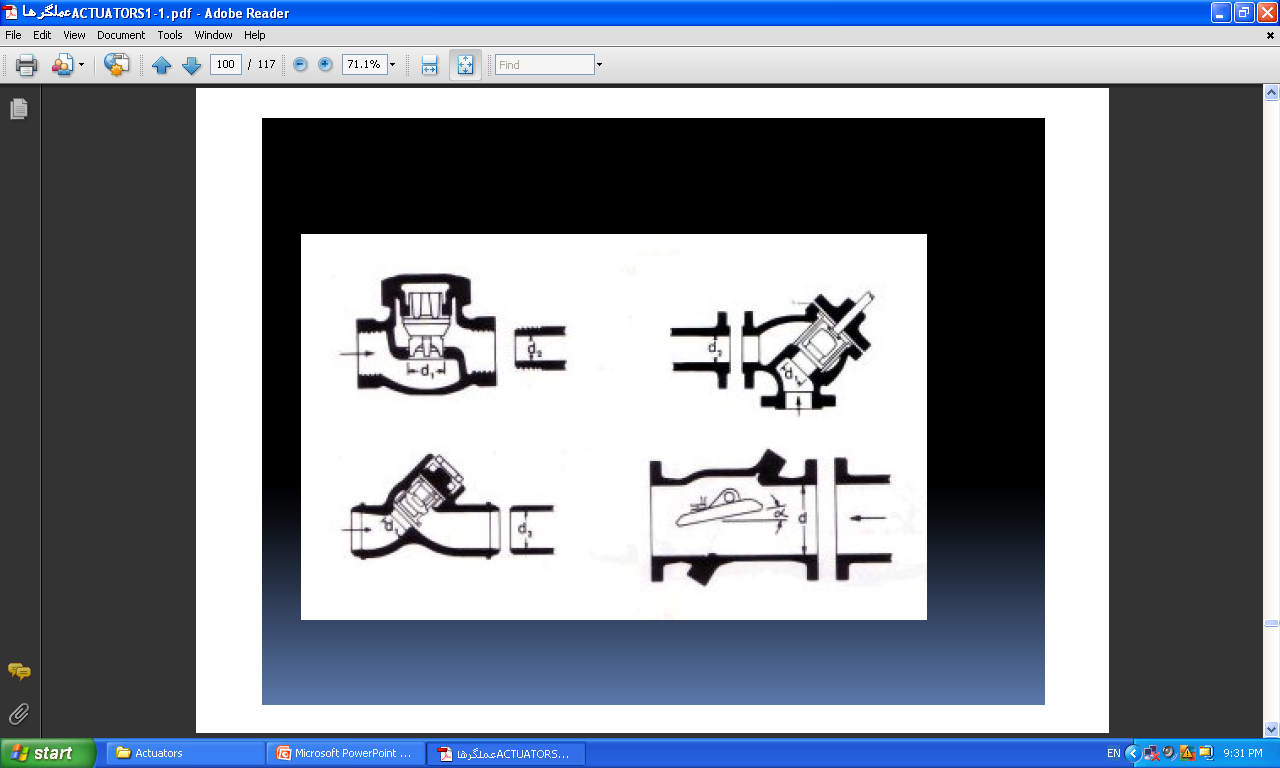 عملگرهاACTUATORS1-1.pdf - Adobe Reader
File Edit View Document Tools Window Help
100 / 117 71.1% Find
d₁ d₂
d₂ d₁
d₁
α d
start Actuators Microsoft PowerPoint ... عملگرهاACTUATORS... EN 9:31 PM